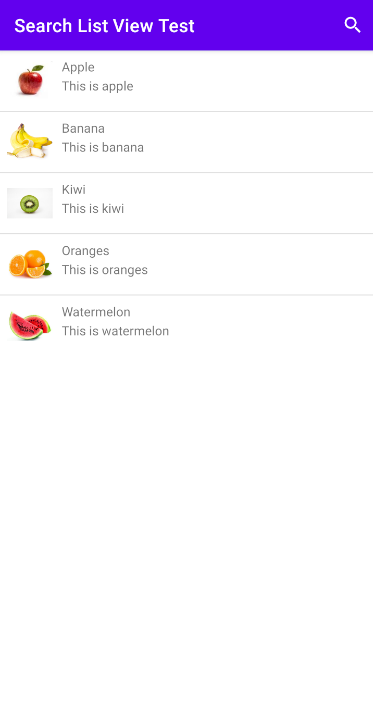 Search List View Test
Apple
This is apple
Banana
This is banana
Kiwi
This is kiwi
Oranges
This is oranges
Watermelon
This is watermelon